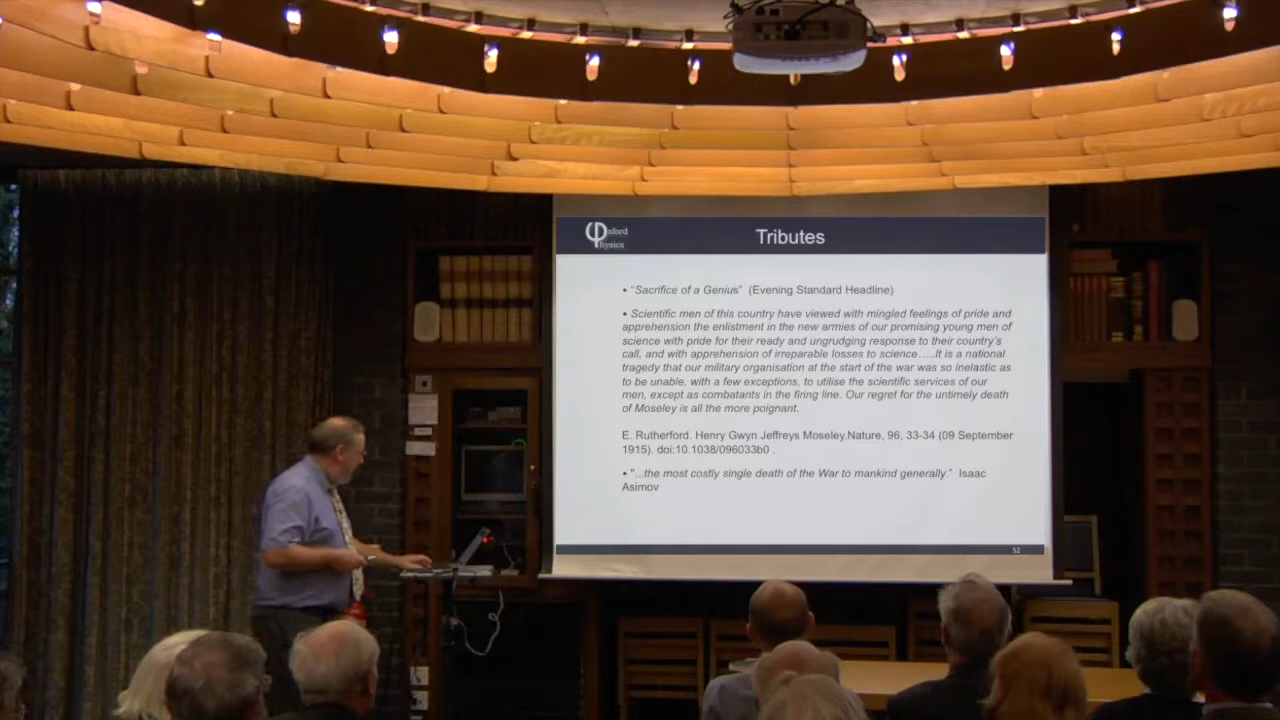 Oxford
Physics
Tributes
• "Sacrifice of a Genius" (Evening Standard Headline)
• Scientific men of this country have viewed with mingled feelings of pride and
apprehension the enlistment in the new armies of our promising young men of
science with pride for their ready and ungrudging response to their country's
call, and with apprehension of irreparable losses to science…..It is a national
tragedy that our military organisation at the start of the war was so inelastic as
to be unable, with a few exceptions, to utilise the scientific services of our
men, except as combatants in the firing line. Our regret for the untimely death
of Moseley is all the more poignant.
E. Rutherford. Henry Gwyn Jeffreys Moseley.Nature, 96, 33-34 (09 September
1915). doi:10.1038/096033b0 .
• "...the most costly single death of the War to mankind generally." Isaac
Asimov
52